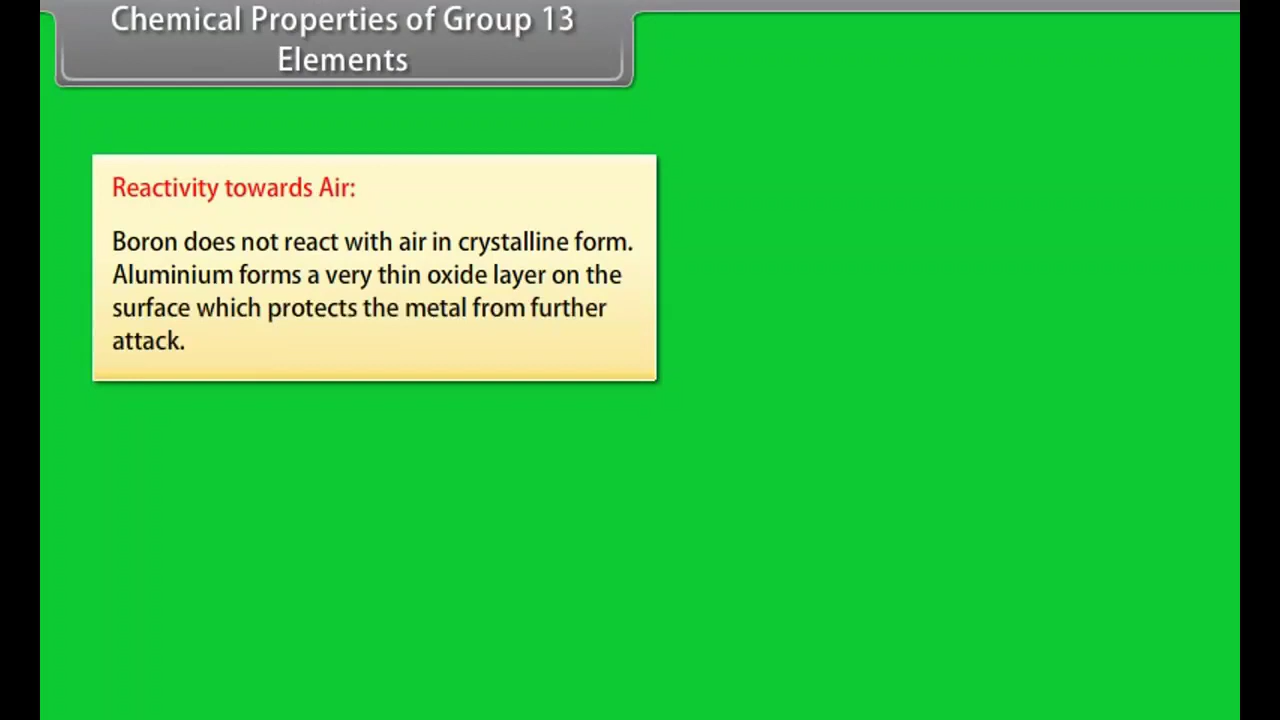 Chemical Properties of Group 13
Elements
Reactivity towards Air:
Boron does not react with air in crystalline form.
Aluminium forms a very thin oxide layer on the
surface which protects the metal from further
attack.